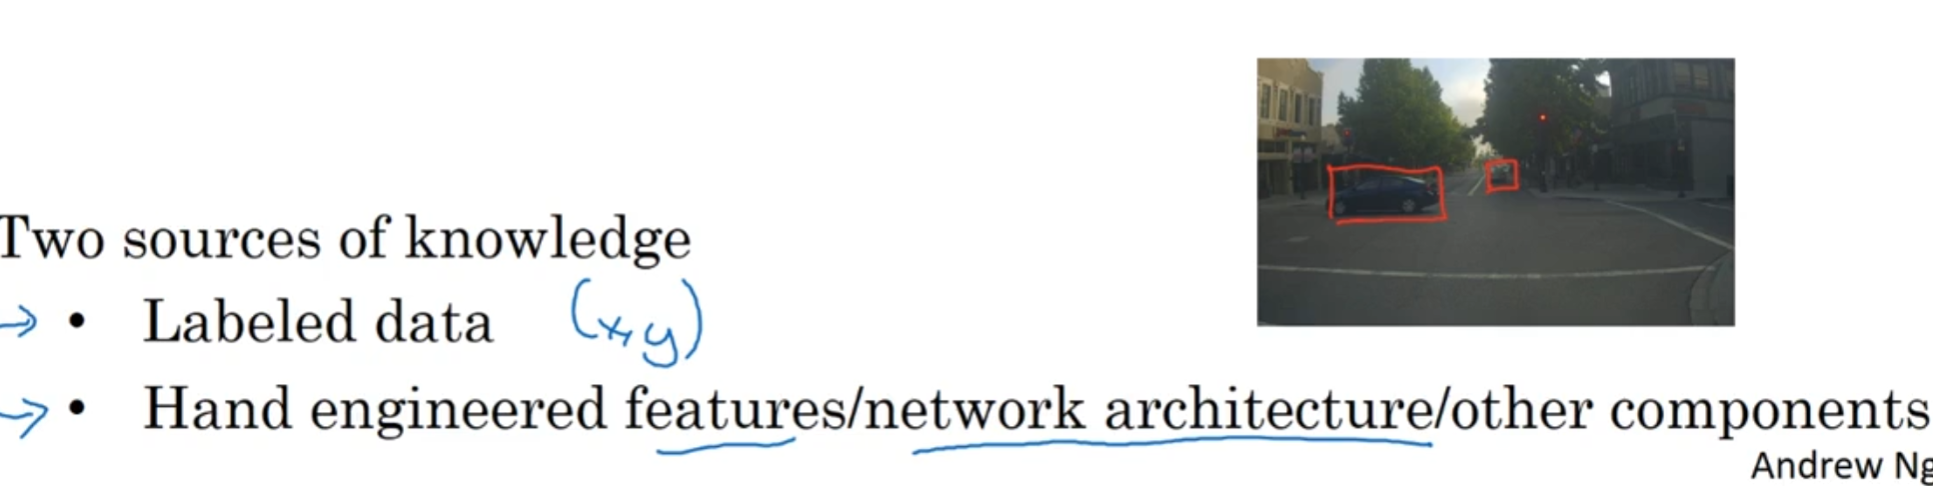 Two sources of knowledge
→ • Labeled data (x,y)
→ • Hand engineered features/network architecture/other components
Andrew Ng